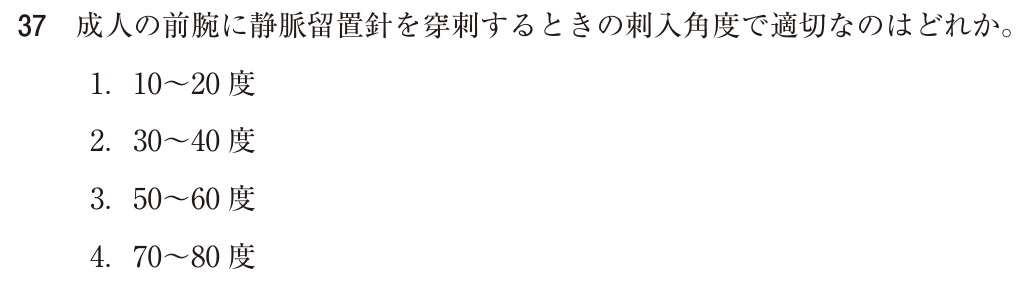 37 成人の前腕に静脈留置針を穿刺するときの刺入角度で適切なのはどれか。
1. 10〜20 度
2. 30〜40 度
3. 50〜60 度
4. 70〜80 度